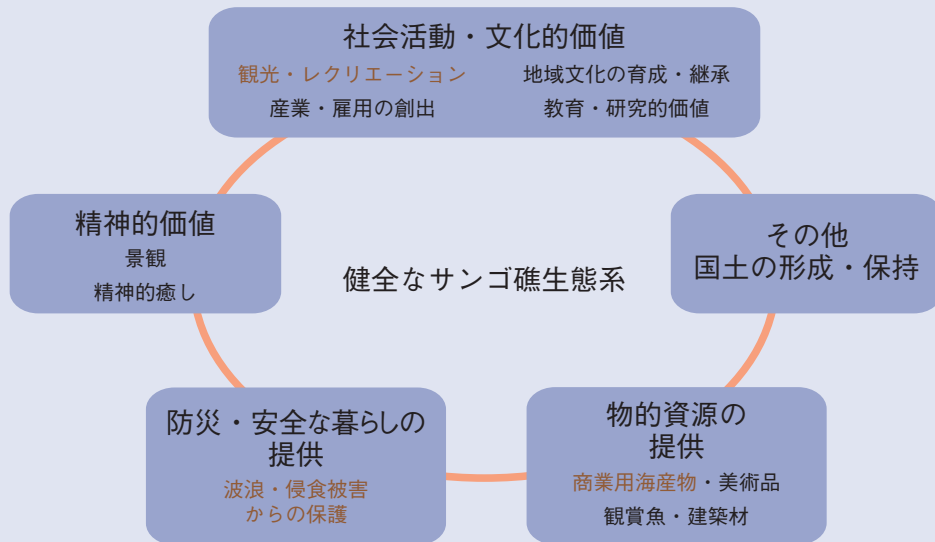 社会活動・文化的価値
観光・レクリエーション 地域文化の育成・継承
産業・雇用の創出 教育・研究的価値
精神的価値
景観
精神的癒し
健全なサンゴ礁生態系
その他
国土の形成・保持
防災・安全な暮らしの
提供
波浪・侵食被害
からの保護
物的資源の
提供
商業用海産物・美術品
観賞魚・建築材